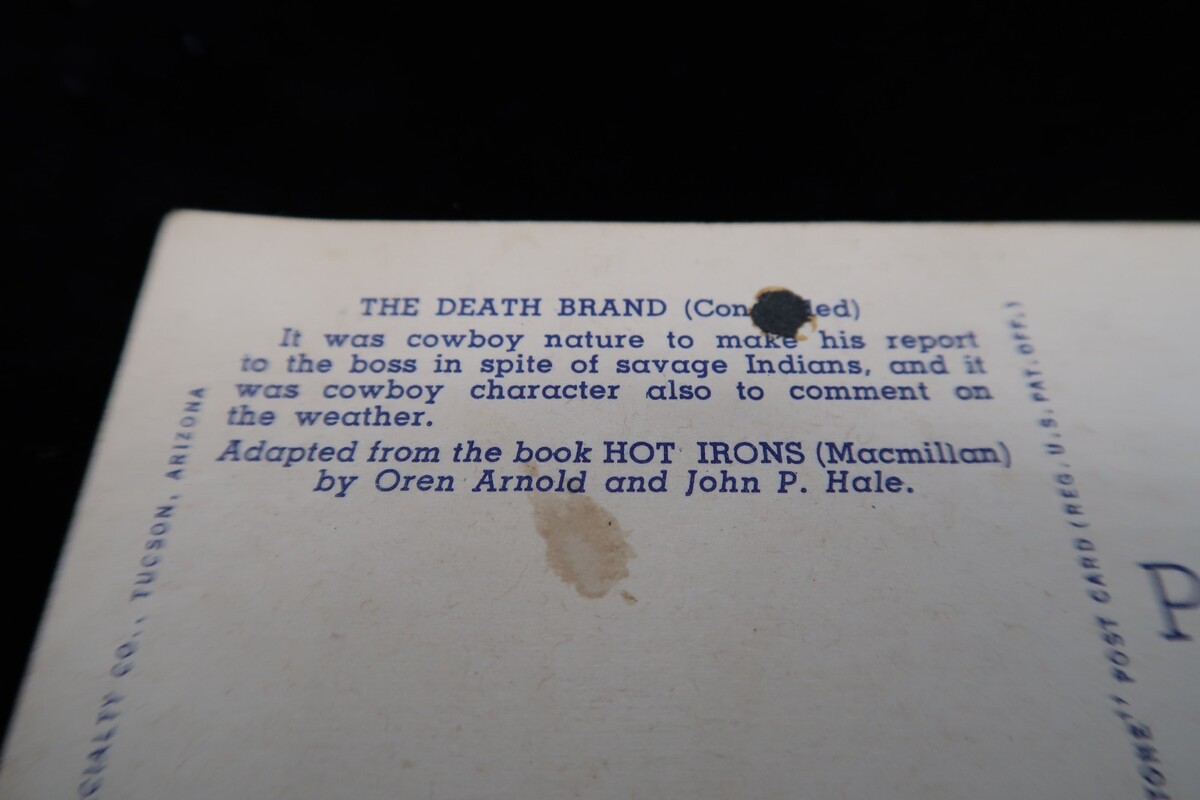 THE DEATH BRAND (Con ded)
It was cowboy nature to make his report
to the boss in spite of savage Indians, and it
was cowboy character also to comment on
the weather.
Adapted from the book HOT IRONS (Macmillan)
by Oren Arnold and John P. Hale.
CIALTY CO., TUCSON, ARIZONA
POST CARD (REG. U.S. PAT. OFF.)
P